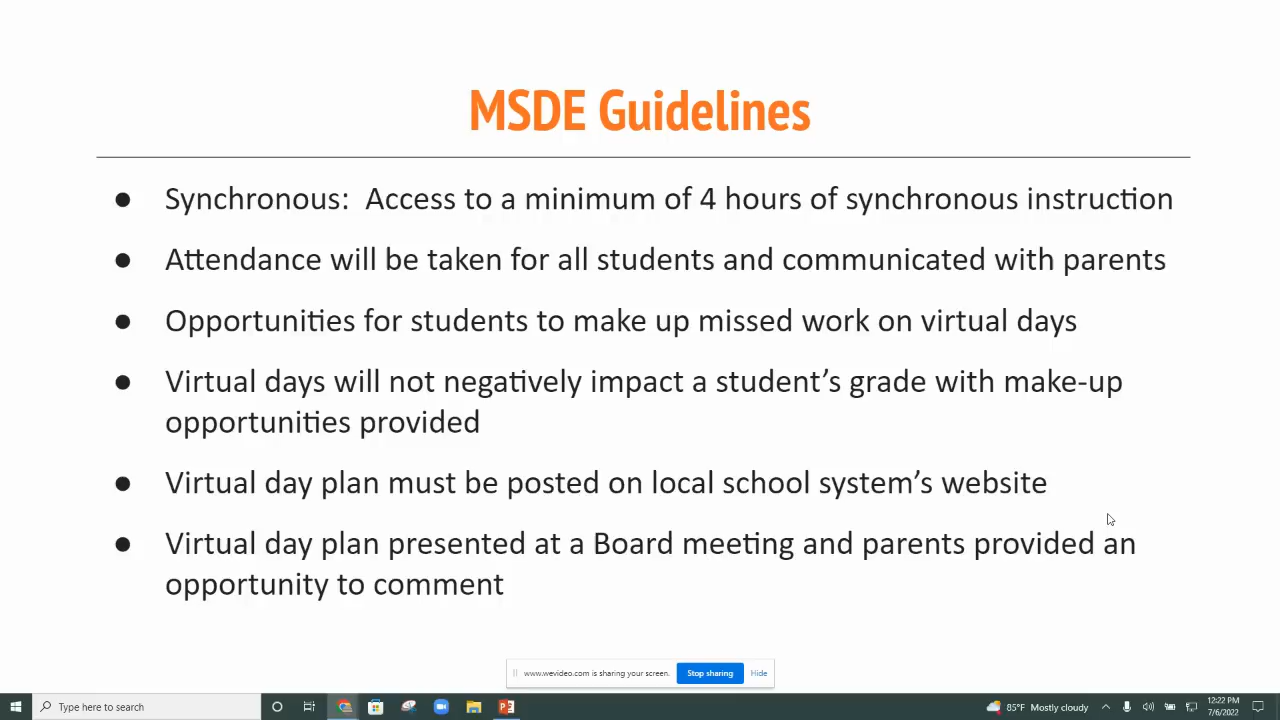 MSDE Guidelines
● Synchronous:  Access to a minimum of 4 hours of synchronous instruction
● Attendance will be taken for all students and communicated with parents
● Opportunities for students to make up missed work on virtual days
● Virtual days will not negatively impact a student’s grade with make-up
opportunities provided
● Virtual day plan must be posted on local school system’s website
● Virtual day plan presented at a Board meeting and parents provided an
opportunity to comment
www.wevideo.com is sharing your screen. Stop sharing Hide
Type here to search 85°F Mostly cloudy 12:22 PM
7/6/2022